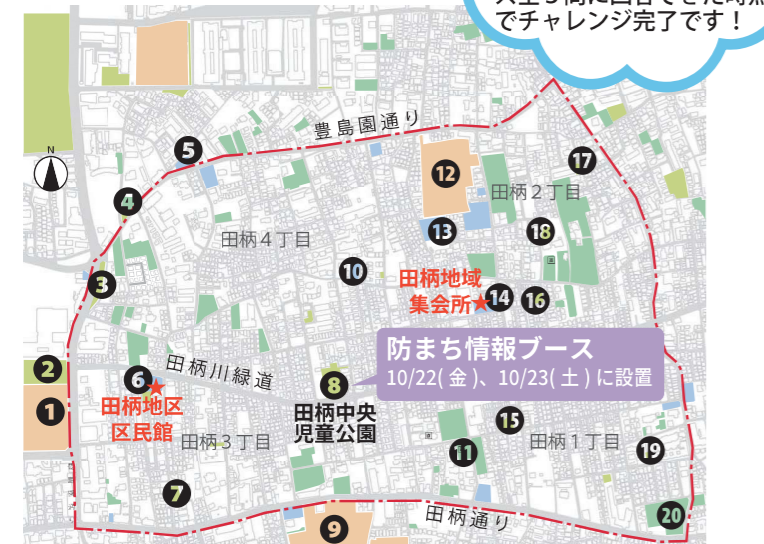 でチャレンジ完了です！
豊島園通り
N
5
12
17
田柄２丁目
4
13
18
田柄４丁目
10
3
田柄地域
集会所
14
16
防まち情報ブース
10/22(金)、10/23(土)に設置
2
6
田柄川緑道
8
1
田柄地区
区民館
田柄中央
児童公園
15
田柄３丁目
11
田柄１丁目
19
7
9
田柄通り
20